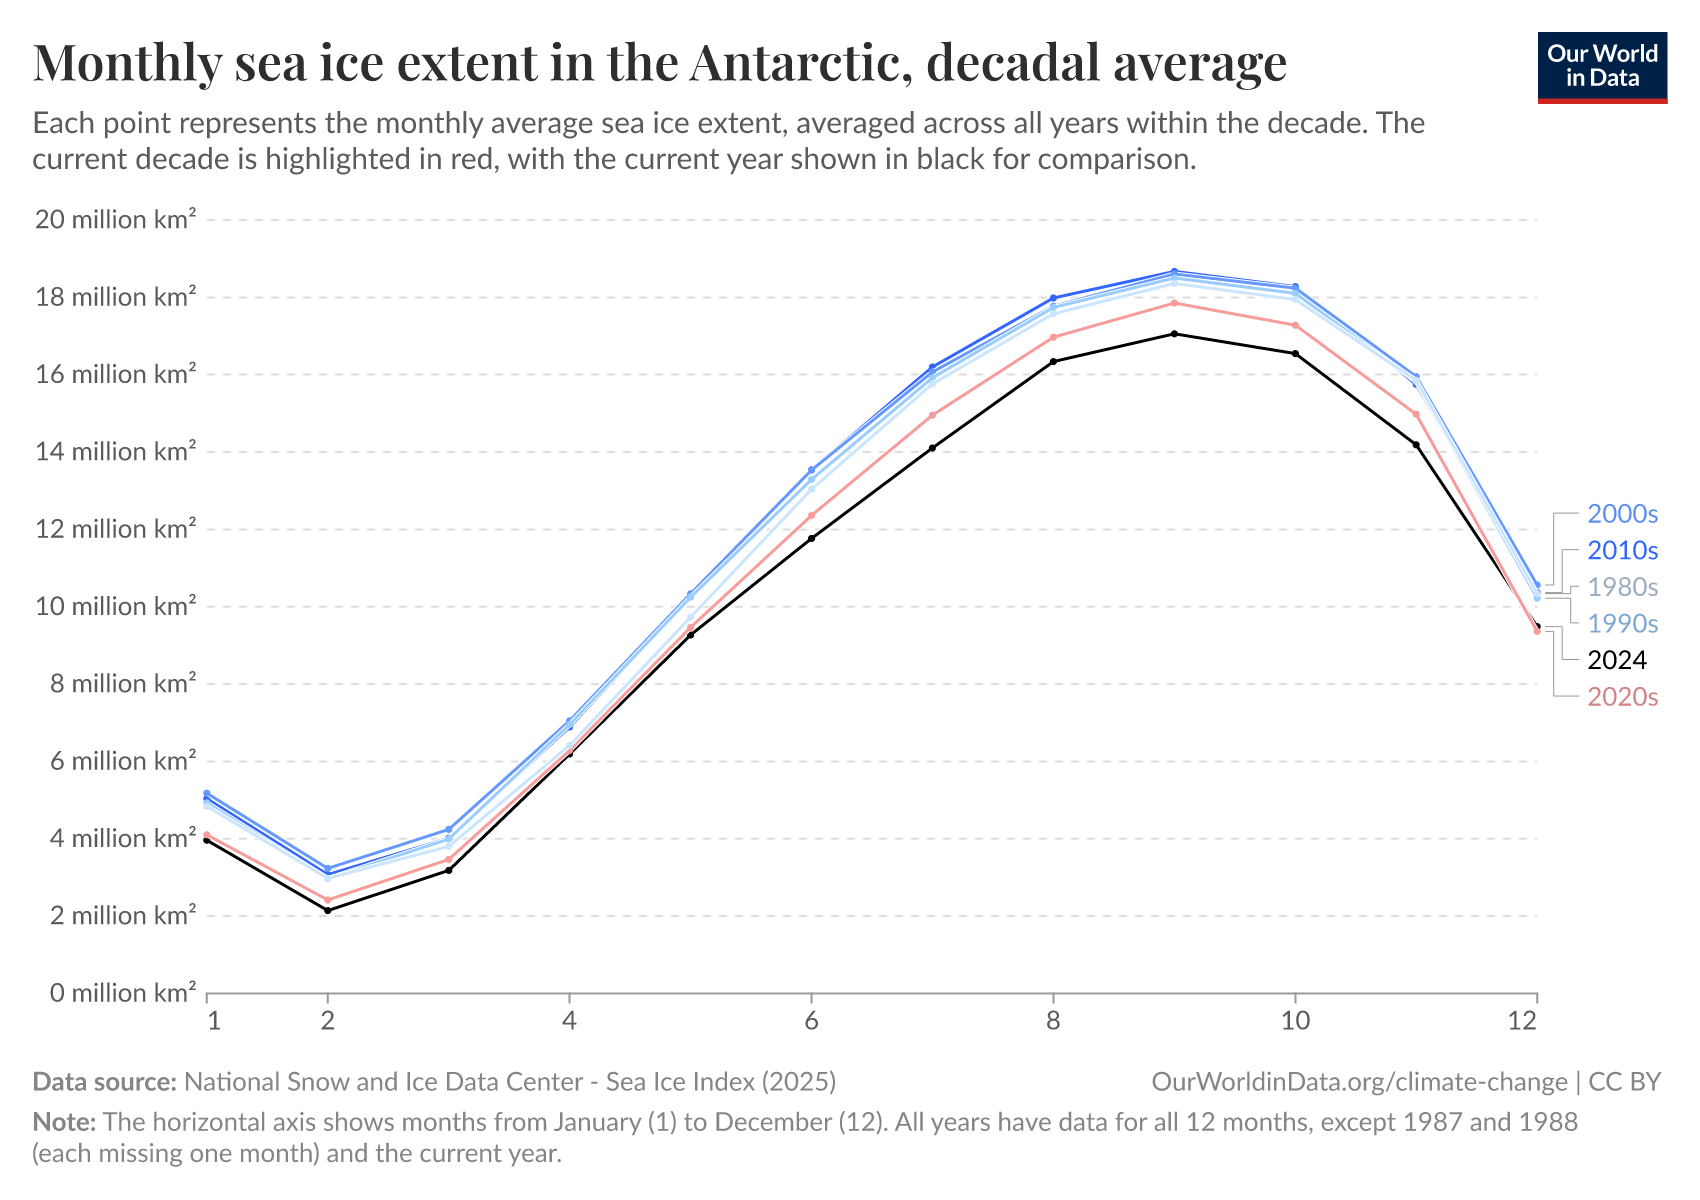 Monthly sea ice extent in the Antarctic, decadal average
Our World
in Data
Each point represents the monthly average sea ice extent, averaged across all years within the decade. The
current decade is highlighted in red, with the current year shown in black for comparison.
20 million km²
18 million km²
16 million km²
14 million km²
12 million km²
10 million km²
8 million km²
6 million km²
4 million km²
2 million km²
0 million km²
2000s
2010s
1980s
1990s
2024
2020s
1 2 4 6 8 10 12
Data source: National Snow and Ice Data Center - Sea Ice Index (2025)
OurWorldinData.org/climate-change | CC BY
Note: The horizontal axis shows months from January (1) to December (12). All years have data for all 12 months, except 1987 and 1988
(each missing one month) and the current year.